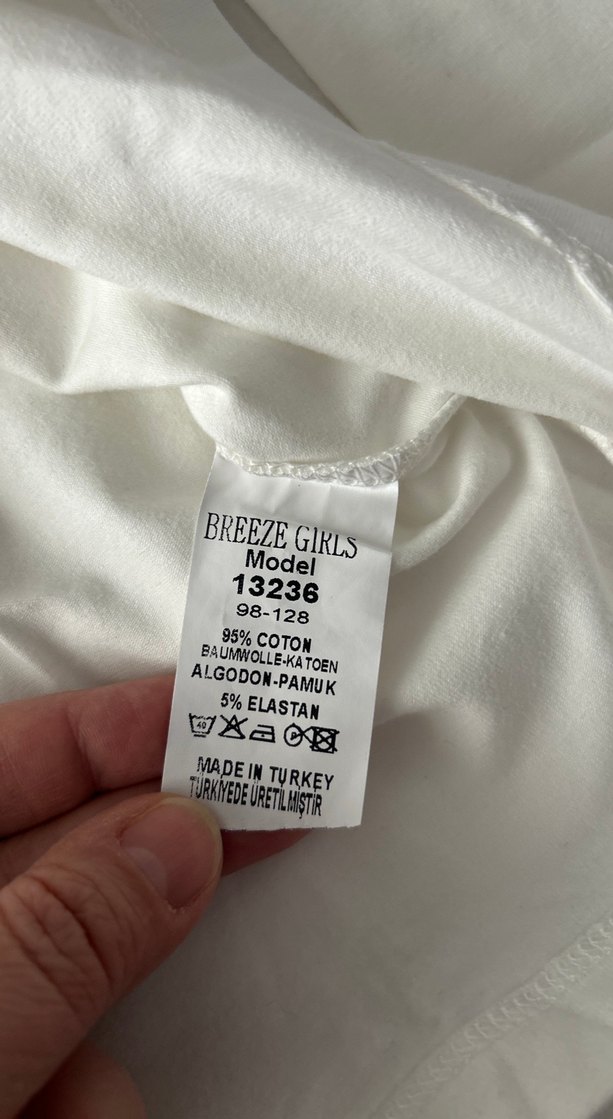 BREEZE GIRLS
Model
13236
98-128
95% COTON
BAUMWOLLE-KATOEN
ALGODON-PAMUK
5% ELASTAN
40 P
MADE IN TURKEY
TÜRKİYEDE ÜRETİLMİŞTİR